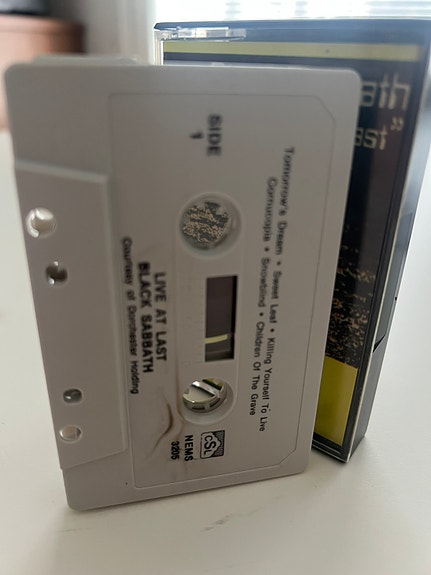 SIDE
1
Tomorrow's Dream • Sweet Leaf • Killing Yourself To Live
Cornucopia • Snowblind • Children Of The Grave
LIVE AT LAST
BLACK SABBATH
Courtesy of Dorchester Holding
CSL
NEMS
3205
ath
ast”